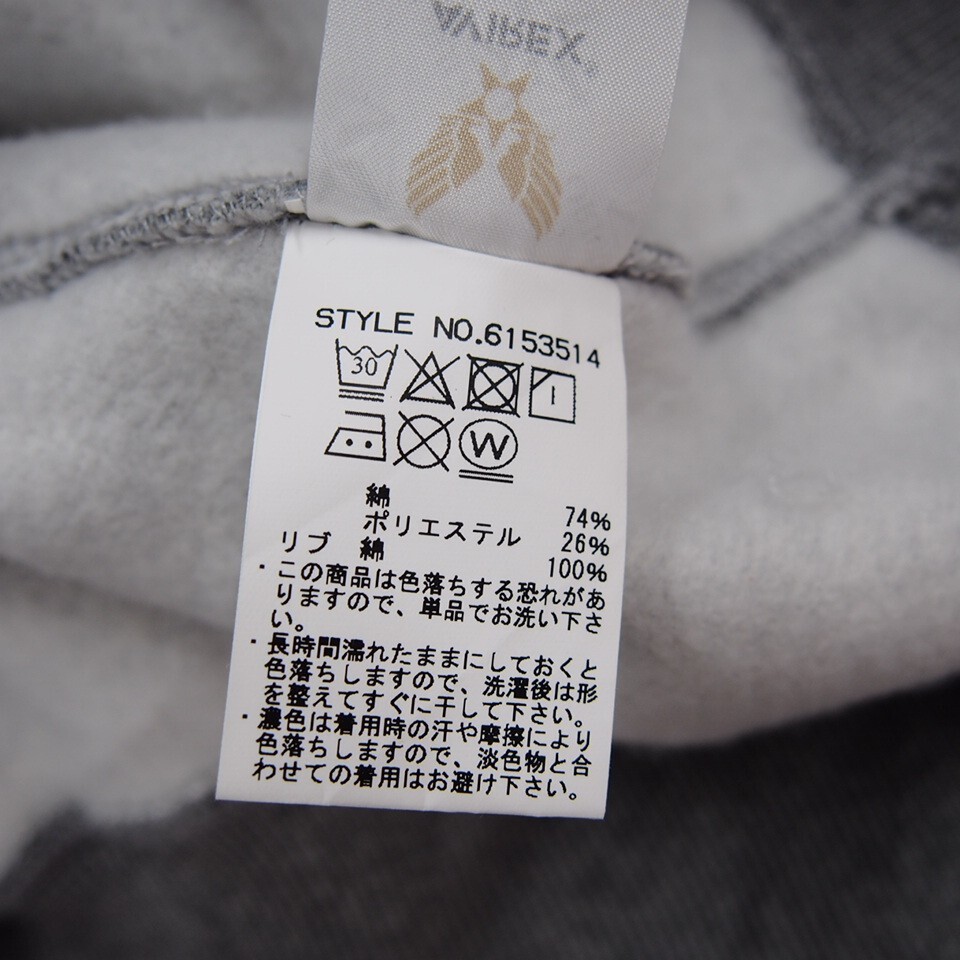 AVIREX®
STYLE NO.6153514
30
W
綿 74%
ポリエステル 26%
リブ 綿 100%
・この商品は色落ちする恐れがあ
りますので、単品でお洗い下さ
い。
・長時間濡れたままにしておくと
色落ちしますので、洗濯後は形
を整えてすぐに干して下さい。
・濃色は着用時の汗や摩擦により
色落ちしますので、淡色物と合
わせての着用はお避け下さい。